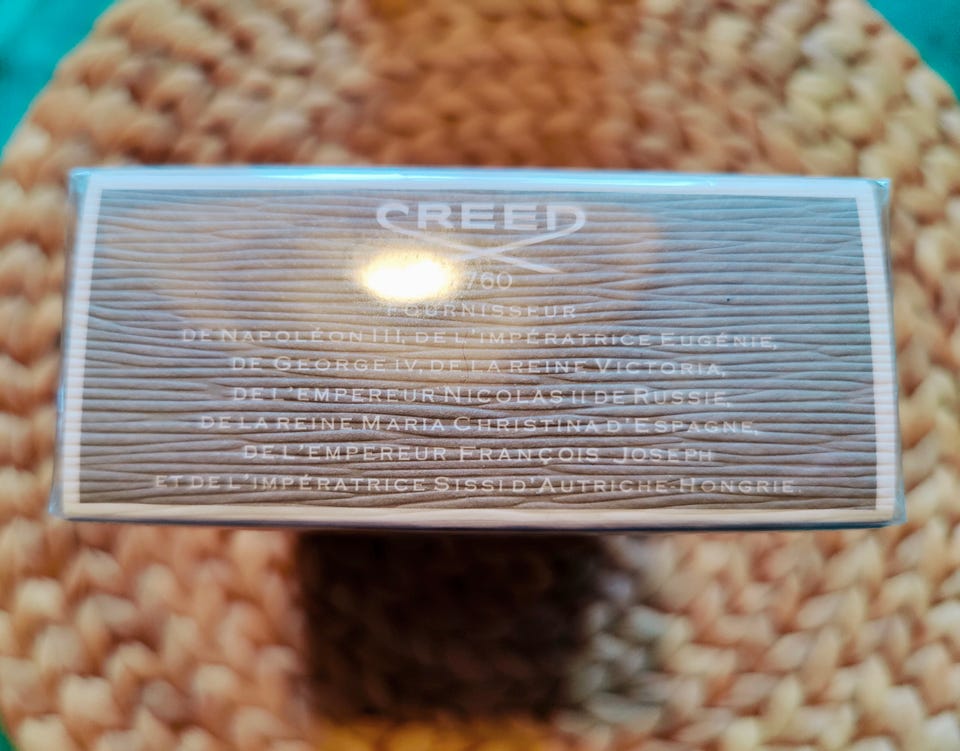 CREED
760
FOURNISSEUR
DE NAPOLÉON III, DE L'IMPÉRATRICE EUGÉNIE,
DE GEORGE IV, DE LA REINE VICTORIA,
DE L'EMPEREUR NICOLAS II DE RUSSIE,
DE LA REINE MARIA CHRISTINA D'ESPAGNE,
DE L'EMPEREUR FRANÇOIS JOSEPH
ET DE L'IMPÉRATRICE SISSI D'AUTRICHE-HONGRIE.